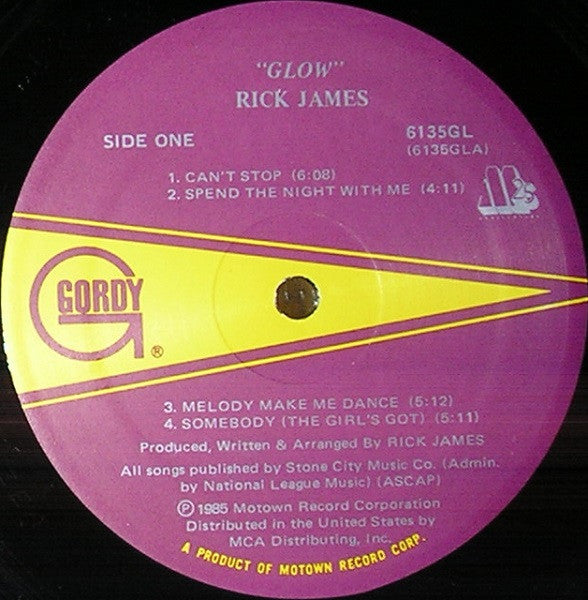 "GLOW"
RICK JAMES
SIDE ONE
6135GL
(6135GLA)
1. CAN'T STOP (6:08)
2. SPEND THE NIGHT WITH ME (4:11)
25
GORDY
®
3. MELODY MAKE ME DANCE (5:12)
4. SOMEBODY (THE GIRL'S GOT) (5:11)
Produced, Written & Arranged By RICK JAMES
All songs published by Stone City Music Co. (Admin.
by National League Music) (ASCAP)
Ⓟ 1985 Motown Record Corporation
Distributed in the United States by
MCA Distributing, Inc.
A PRODUCT OF MOTOWN RECORD CORP.